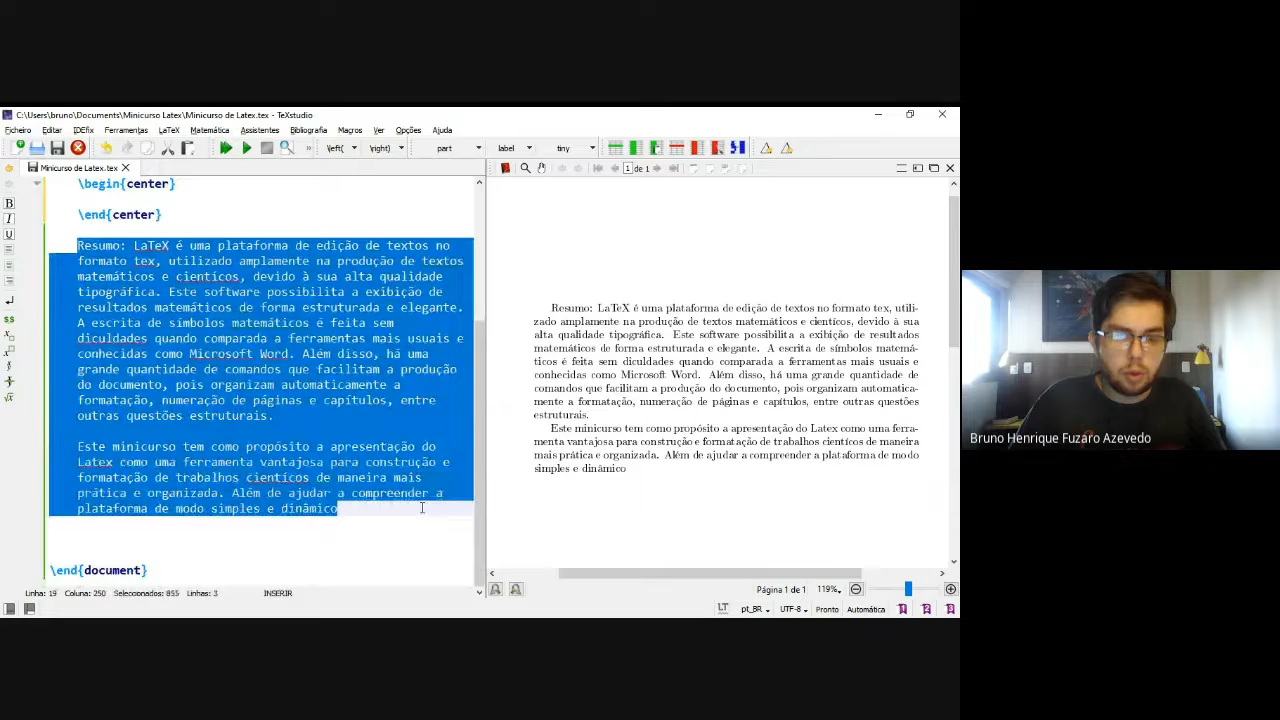 C:\Users\bruno\Documents\Minicurso Latex\Minicurso de Latex.tex - TeXstudio
Ficheiro Editar IDEfix Ferramentas LaTeX Matemática Assistentes Bibliografia Macros Ver Opções Ajuda
\left( \right) part label tiny
Minicurso de Latex.tex
1 de 1
\begin{center}
\end{center}
Resumo: LaTeX é uma plataforma de edição de textos no
formato tex, utilizado amplamente na produção de textos
matemáticos e cientícos, devido à sua alta qualidade
tipográfica. Este software possibilita a exibição de
resultados matemáticos de forma estruturada e elegante.
A escrita de símbolos matemáticos é feita sem
diculdades quando comparada a ferramentas mais usuais e
conhecidas como Microsoft Word. Além disso, há uma
grande quantidade de comandos que facilitam a produção
do documento, pois organizam automaticamente a
formatação, numeração de páginas e capítulos, entre
outras questões estruturais.
Este minicurso tem como propósito a apresentação do
Latex como uma ferramenta vantajosa para construção e
formatação de trabalhos cientícos de maneira mais
prática e organizada. Além de ajudar a compreender a
plataforma de modo simples e dinâmico
\end{document}
Linha: 19 Coluna: 250 Seleccionados: 855 Linhas: 3 INSERIR
Resumo: LaTeX é uma plataforma de edição de textos no formato tex, utili-
zado amplamente na produção de textos matemáticos e cientícos, devido à sua
alta qualidade tipográfica. Este software possibilita a exibição de resultados
matemáticos de forma estruturada e elegante. A escrita de símbolos matemá-
ticos é feita sem diculdades quando comparada a ferramentas mais usuais e
conhecidas como Microsoft Word. Além disso, há uma grande quantidade de
comandos que facilitam a produção do documento, pois organizam automatica-
mente a formatação, numeração de páginas e capítulos, entre outras questões
estruturais.
Este minicurso tem como propósito a apresentação do Latex como uma ferra-
menta vantajosa para construção e formatação de trabalhos cientícos de maneira
mais prática e organizada. Além de ajudar a compreender a plataforma de modo
simples e dinâmico
Página 1 de 1 119%
LT pt_BR UTF-8 Pronto Automática
Bruno Henrique Fuzaro Azevedo